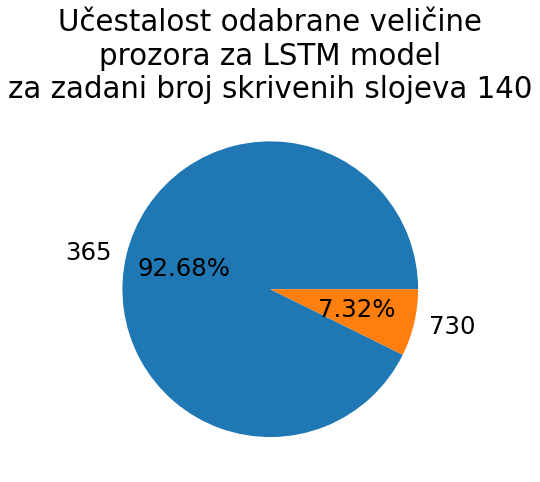 Učestalost odabrane veličine
prozora za LSTM model
za zadani broj skrivenih slojeva 140
365
92.68%
7.32%
730